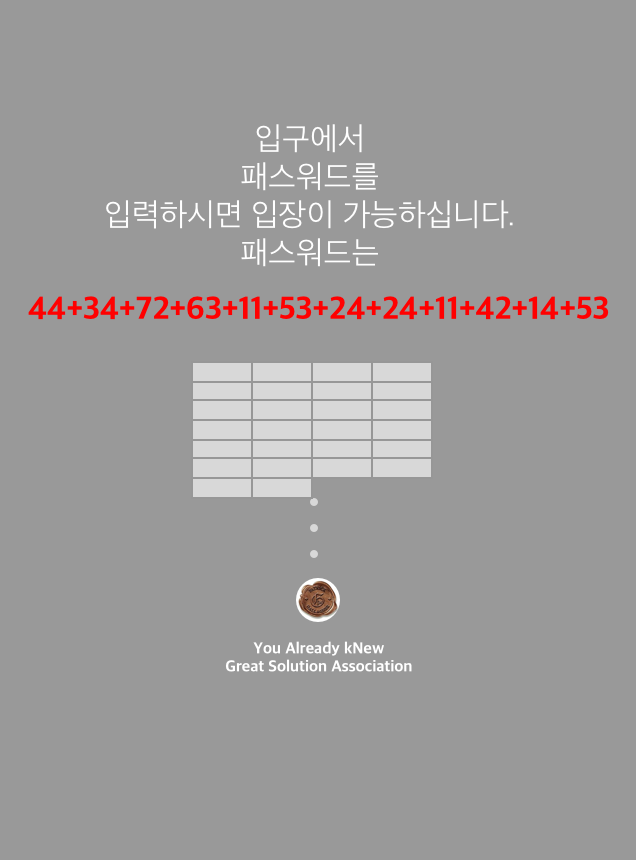 입구에서
패스워드를
입력하시면 입장이 가능하십니다.
패스워드는
44+34+72+63+11+53+24+24+11+42+14+53
You Already kNew
Great Solution Association